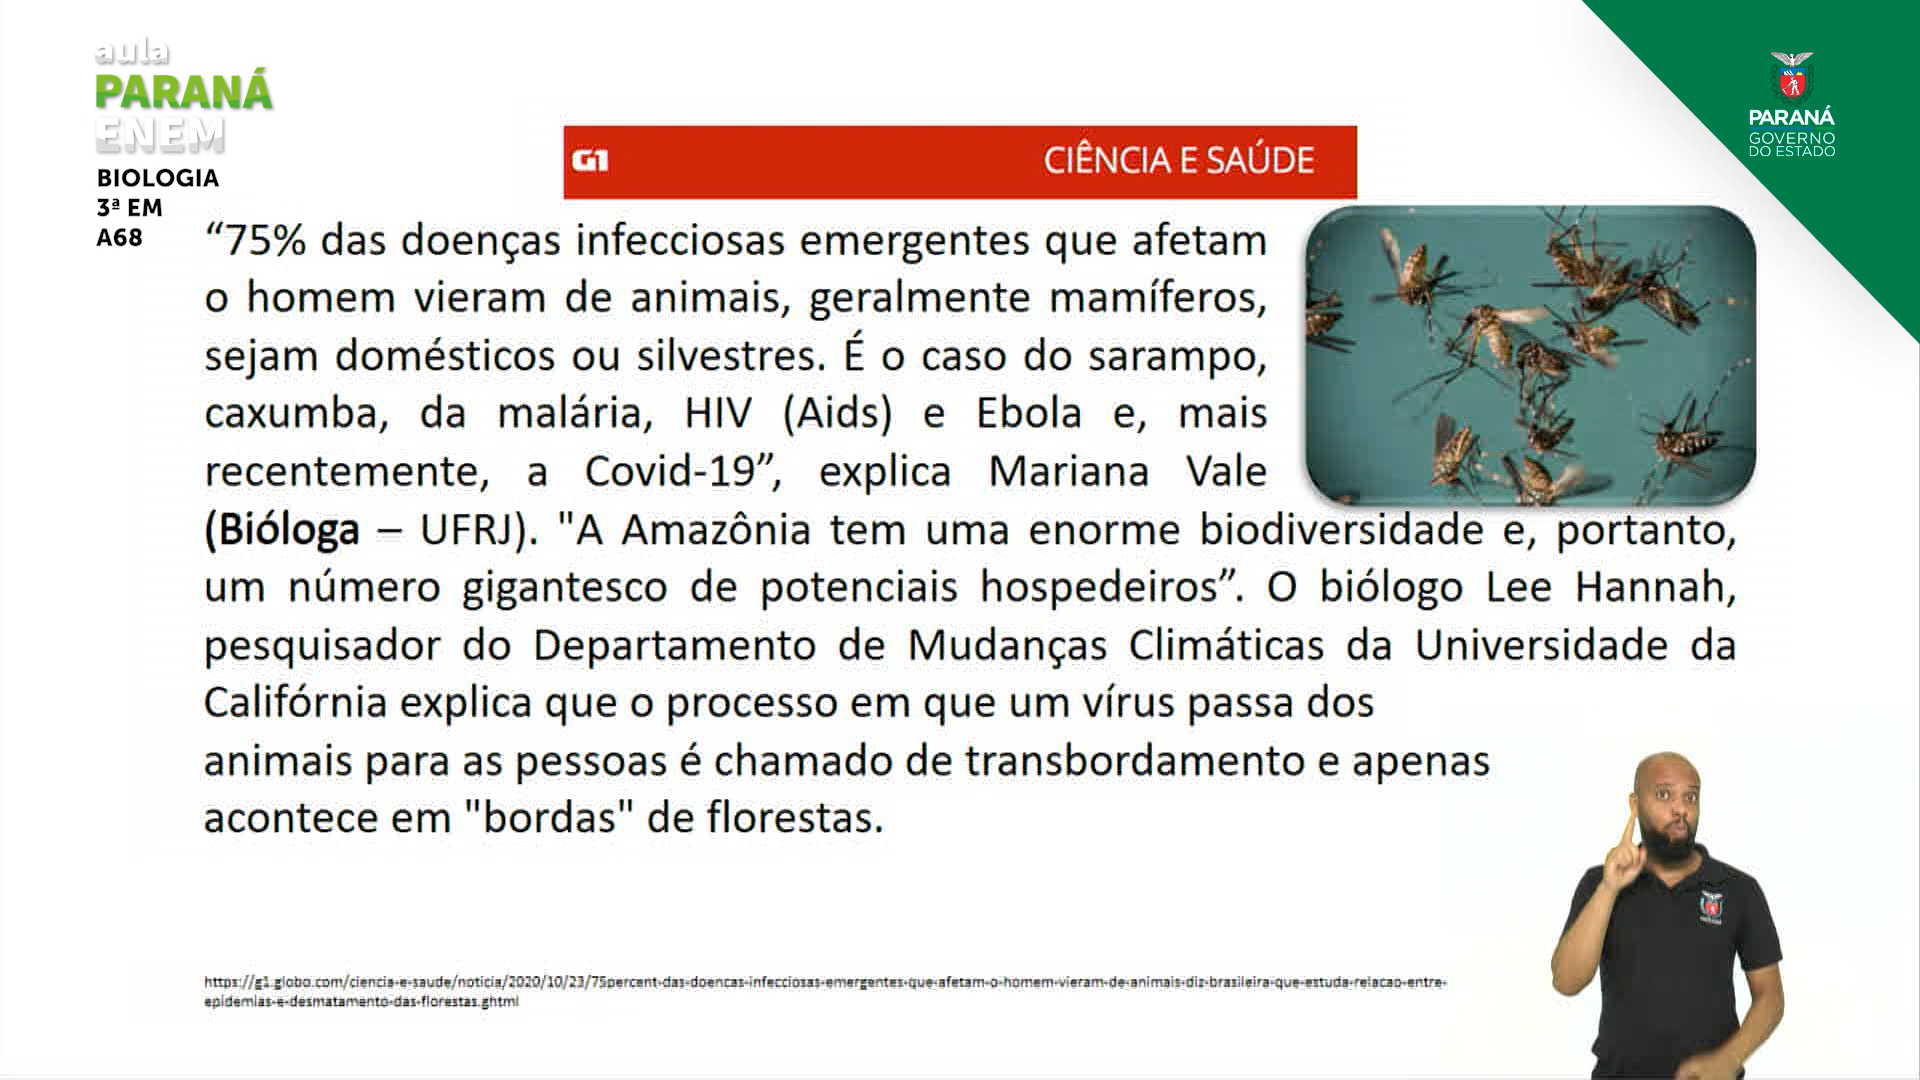 aula
PARANÁ
ENEM
BIOLOGIA
3ª EM
A68
PARANÁ
GOVERNO
DO ESTADO
G1
CIÊNCIA E SAÚDE
“75% das doenças infecciosas emergentes que afetam
o homem vieram de animais, geralmente mamíferos,
sejam domésticos ou silvestres. É o caso do sarampo,
caxumba, da malária, HIV (Aids) e Ebola e, mais
recentemente, a Covid-19”, explica Mariana Vale
(Bióloga – UFRJ). "A Amazônia tem uma enorme biodiversidade e, portanto,
um número gigantesco de potenciais hospedeiros”. O biólogo Lee Hannah,
pesquisador do Departamento de Mudanças Climáticas da Universidade da
Califórnia explica que o processo em que um vírus passa dos
animais para as pessoas é chamado de transbordamento e apenas
acontece em "bordas" de florestas.
https://g1.globo.com/ciencia-e-saude/noticia/2020/10/23/75percent-das-doencas-infecciosas-emergentes-que-afetam-o-homem-vieram-de-animais-diz-brasileira-que-estuda-relacao-entre-
epidemias-e-desmatamento-das-florestas.ghtml